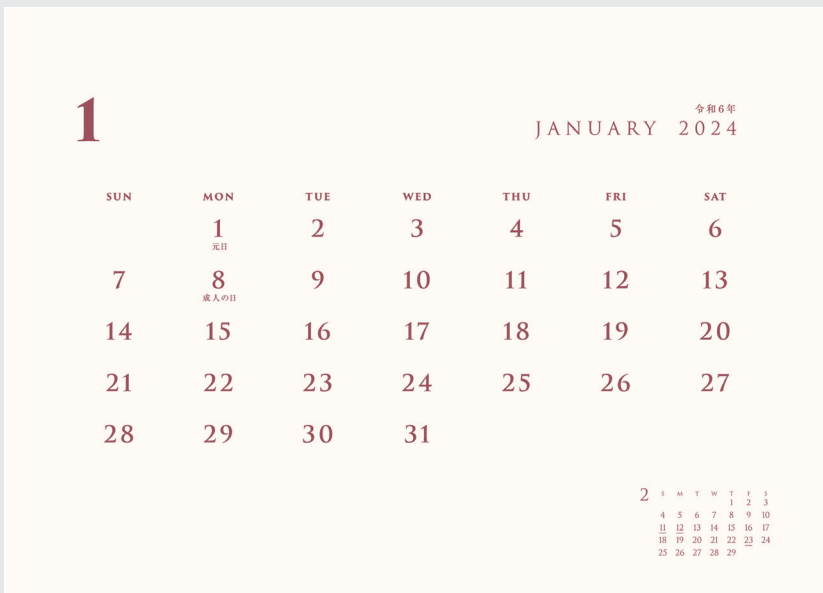 1
令和6年
JANUARY 2024
SUN MON TUE WED THU FRI SAT
1 2 3 4 5 6
元日
7 8 9 10 11 12 13
成人の日
14 15 16 17 18 19 20
21 22 23 24 25 26 27
28 29 30 31
2 S M T W T F S
1 2 3
4 5 6 7 8 9 10
11 12 13 14 15 16 17
18 19 20 21 22 23 24
25 26 27 28 29